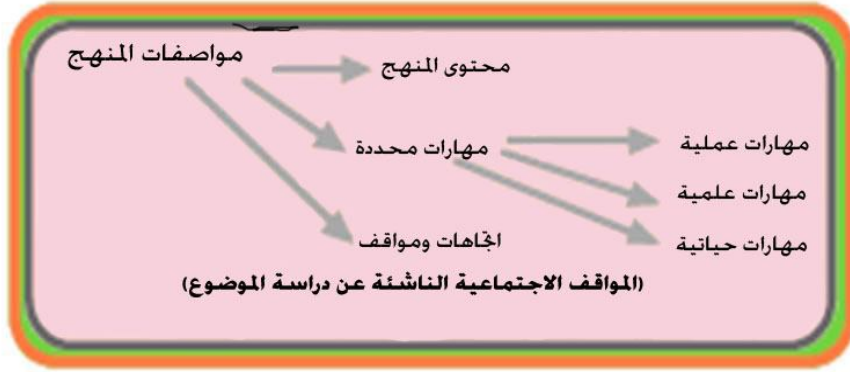 مواصفات المنهج
محتوى المنهج
مهارات محددة
مهارات عملية
مهارات علمية
مهارات حياتية
اتجاهات ومواقف
(المواقف الاجتماعية الناشئة عن دراسة الموضوع)